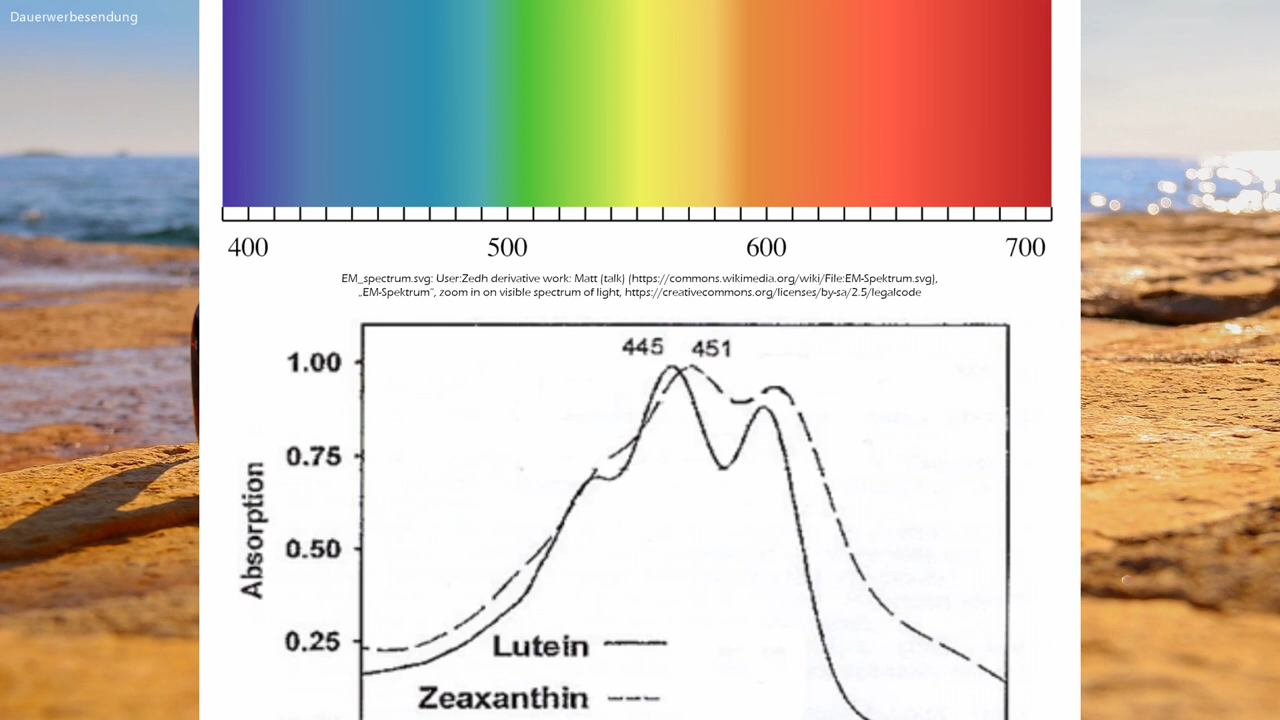 Dauerwerbesendung
400 500 600 700
EM_spectrum.svg: User:Zedh derivative work: Matt (talk) (https://commons.wikimedia.org/wiki/File:EM-Spektrum.svg),
„EM-Spektrum”, zoom in on visible spectrum of light, https://creativecommons.org/licenses/by-sa/2.5/legalcode
445 451
1.00
0.75
Absorption
0.50
0.25
Lutein
Zeaxanthin